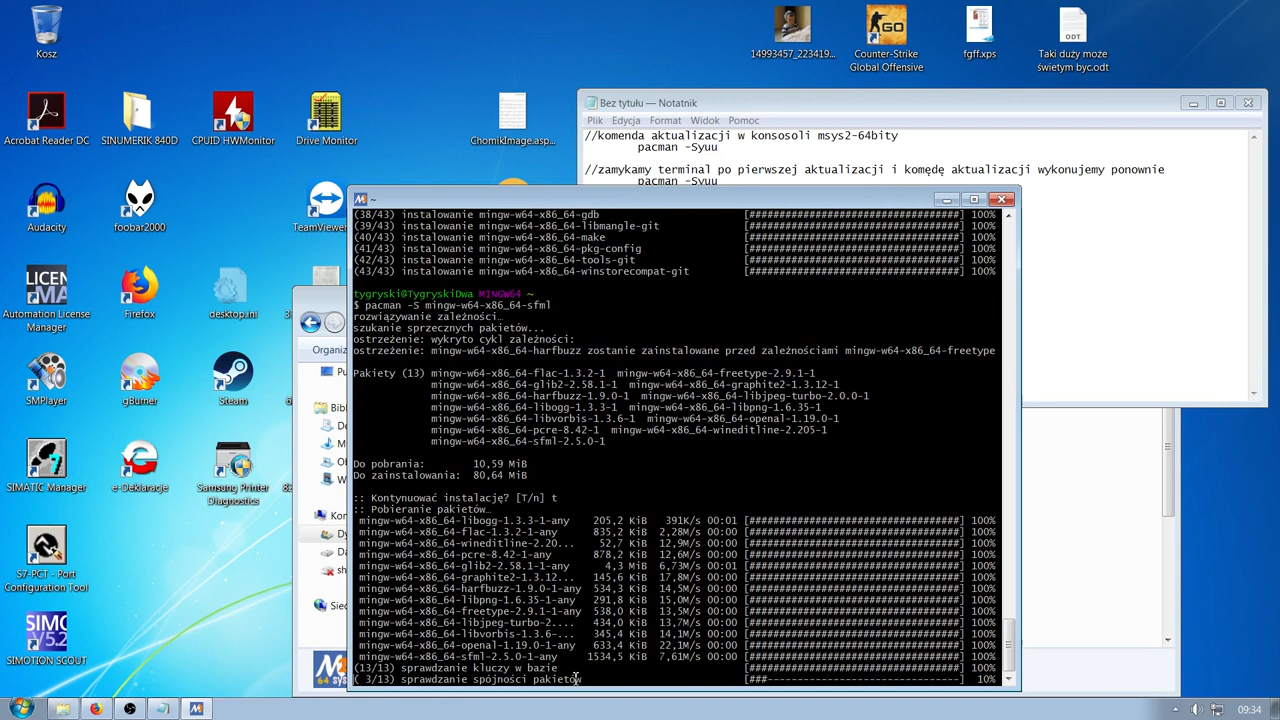 Kosz
14993457_223419...
Counter-Strike
Global Offensive
fgff.xps
Taki duży może
świetym byc.odt
ODT
GO
Acrobat Reader DC
SINUMERIK 840D
CPUID HWMonitor
Drive Monitor
ChomikImage.asp...
Audacity
foobar2000
TeamViewer
LICEN
Automation License
Manager
Firefox
desktop.ini
SMPlayer
gBurner
Steam
SIMATIC Manager
e-Deklaracje
Samsung Printer
Diagnostics
S7-PCT - Port
Configuration Tool
SIMO
V5.2
SIMOTION SCOUT
Bez tytułu — Notatnik
Plik Edycja Format Widok Pomoc
//komenda aktualizacji w konsosoli msys2-64bity
pacman -Syuu
//zamykamy terminal po pierwszej aktualizacji i komędę aktualizacji wykonujemy ponownie
pacman -Syuu
Organiz
Pu
Bibl
Siec
~
(38/43) instalowanie mingw-w64-x86_64-gdb [###################################] 100%
(39/43) instalowanie mingw-w64-x86_64-libmangle-git [###################################] 100%
(40/43) instalowanie mingw-w64-x86_64-make [###################################] 100%
(41/43) instalowanie mingw-w64-x86_64-pkg-config [###################################] 100%
(42/43) instalowanie mingw-w64-x86_64-tools-git [###################################] 100%
(43/43) instalowanie mingw-w64-x86_64-winstorecompat-git [###################################] 100%
tygryski@TygryskiDwa MINGW64 ~
$ pacman -S mingw-w64-x86_64-sfml
rozwiązywanie zależności…
szukanie sprzecznych pakietów...
ostrzeżenie: wykryto cykl zależności:
ostrzeżenie: mingw-w64-x86_64-harfbuzz zostanie zainstalowane przed zależnościami mingw-w64-x86_64-freetype
Pakiety (13) mingw-w64-x86_64-flac-1.3.2-1 mingw-w64-x86_64-freetype-2.9.1-1
mingw-w64-x86_64-glib2-2.58.1-1 mingw-w64-x86_64-graphite2-1.3.12-1
mingw-w64-x86_64-harfbuzz-1.9.0-1 mingw-w64-x86_64-libjpeg-turbo-2.0.0-1
mingw-w64-x86_64-libogg-1.3.3-1 mingw-w64-x86_64-libpng-1.6.35-1
mingw-w64-x86_64-libvorbis-1.3.6-1 mingw-w64-x86_64-openal-1.19.0-1
mingw-w64-x86_64-pcre-8.42-1 mingw-w64-x86_64-wineditline-2.205-1
mingw-w64-x86_64-sfml-2.5.0-1
Do pobrania: 10,59 MiB
Do zainstalowania: 80,64 MiB
:: Kontynuować instalację? [T/n] t
:: Pobieranie pakietów…
mingw-w64-x86_64-libogg-1.3.3-1-any 205,2 KiB 391K/s 00:01 [###################################] 100%
mingw-w64-x86_64-flac-1.3.2-1-any 835,2 KiB 2,28M/s 00:00 [###################################] 100%
mingw-w64-x86_64-wineditline-2.20... 52,7 KiB 12,9M/s 00:00 [###################################] 100%
mingw-w64-x86_64-pcre-8.42-1-any 878,2 KiB 12,6M/s 00:00 [###################################] 100%
mingw-w64-x86_64-glib2-2.58.1-1-any 4,3 MiB 6,73M/s 00:01 [###################################] 100%
mingw-w64-x86_64-graphite2-1.3.12... 145,6 KiB 17,8M/s 00:00 [###################################] 100%
mingw-w64-x86_64-harfbuzz-1.9.0-1-any 534,3 KiB 14,5M/s 00:00 [###################################] 100%
mingw-w64-x86_64-libpng-1.6.35-1-any 291,8 KiB 15,0M/s 00:00 [###################################] 100%
mingw-w64-x86_64-freetype-2.9.1-1-any 538,0 KiB 13,5M/s 00:00 [###################################] 100%
mingw-w64-x86_64-libjpeg-turbo-2.... 434,0 KiB 13,7M/s 00:00 [###################################] 100%
mingw-w64-x86_64-libvorbis-1.3.6-... 345,4 KiB 14,1M/s 00:00 [###################################] 100%
mingw-w64-x86_64-openal-1.19.0-1-any 633,4 KiB 22,1M/s 00:00 [###################################] 100%
mingw-w64-x86_64-sfml-2.5.0-1-any 1534,5 KiB 7,61M/s 00:00 [###################################] 100%
(13/13) sprawdzanie kluczy w bazie [###################################] 100%
( 3/13) sprawdzanie spójności pakietów [###--------------------------------] 10%
09:34